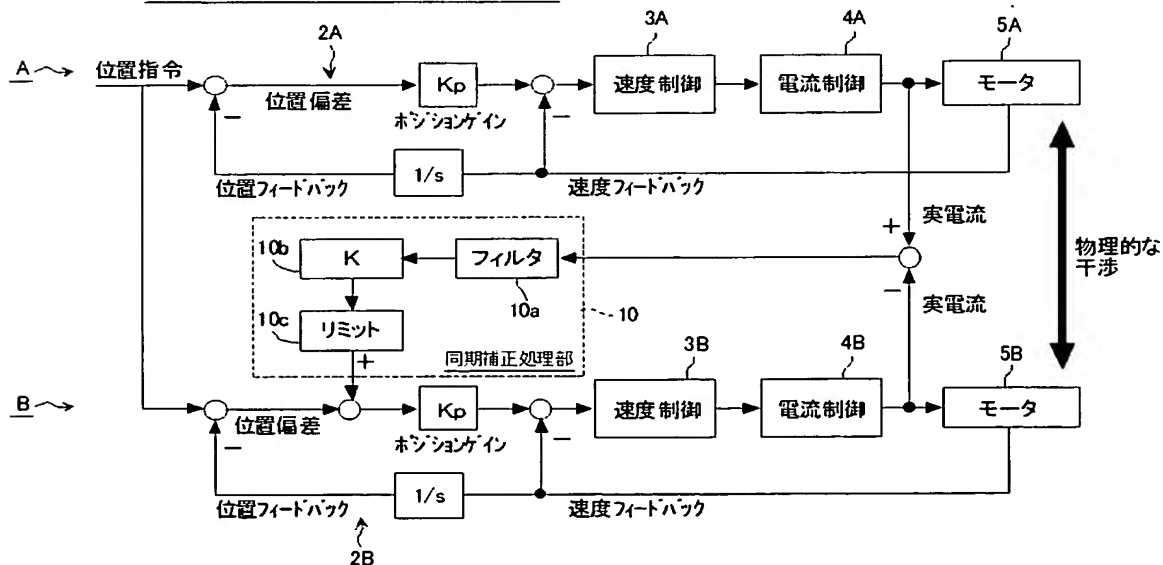 2A
3A
4A
5A
A
位置指令
位置偏差
Kp
ポジションゲイン
速度制御
電流制御
モータ
−
−
位置フィードバック
1/s
速度フィードバック
実電流
+
−
実電流
物理的な
干渉
10b
K
フィルタ
10a
10
10c
リミット
+
同期補正処理部
3B
4B
5B
B
位置偏差
Kp
ポジションゲイン
速度制御
電流制御
モータ
−
−
位置フィードバック
1/s
速度フィードバック
2B